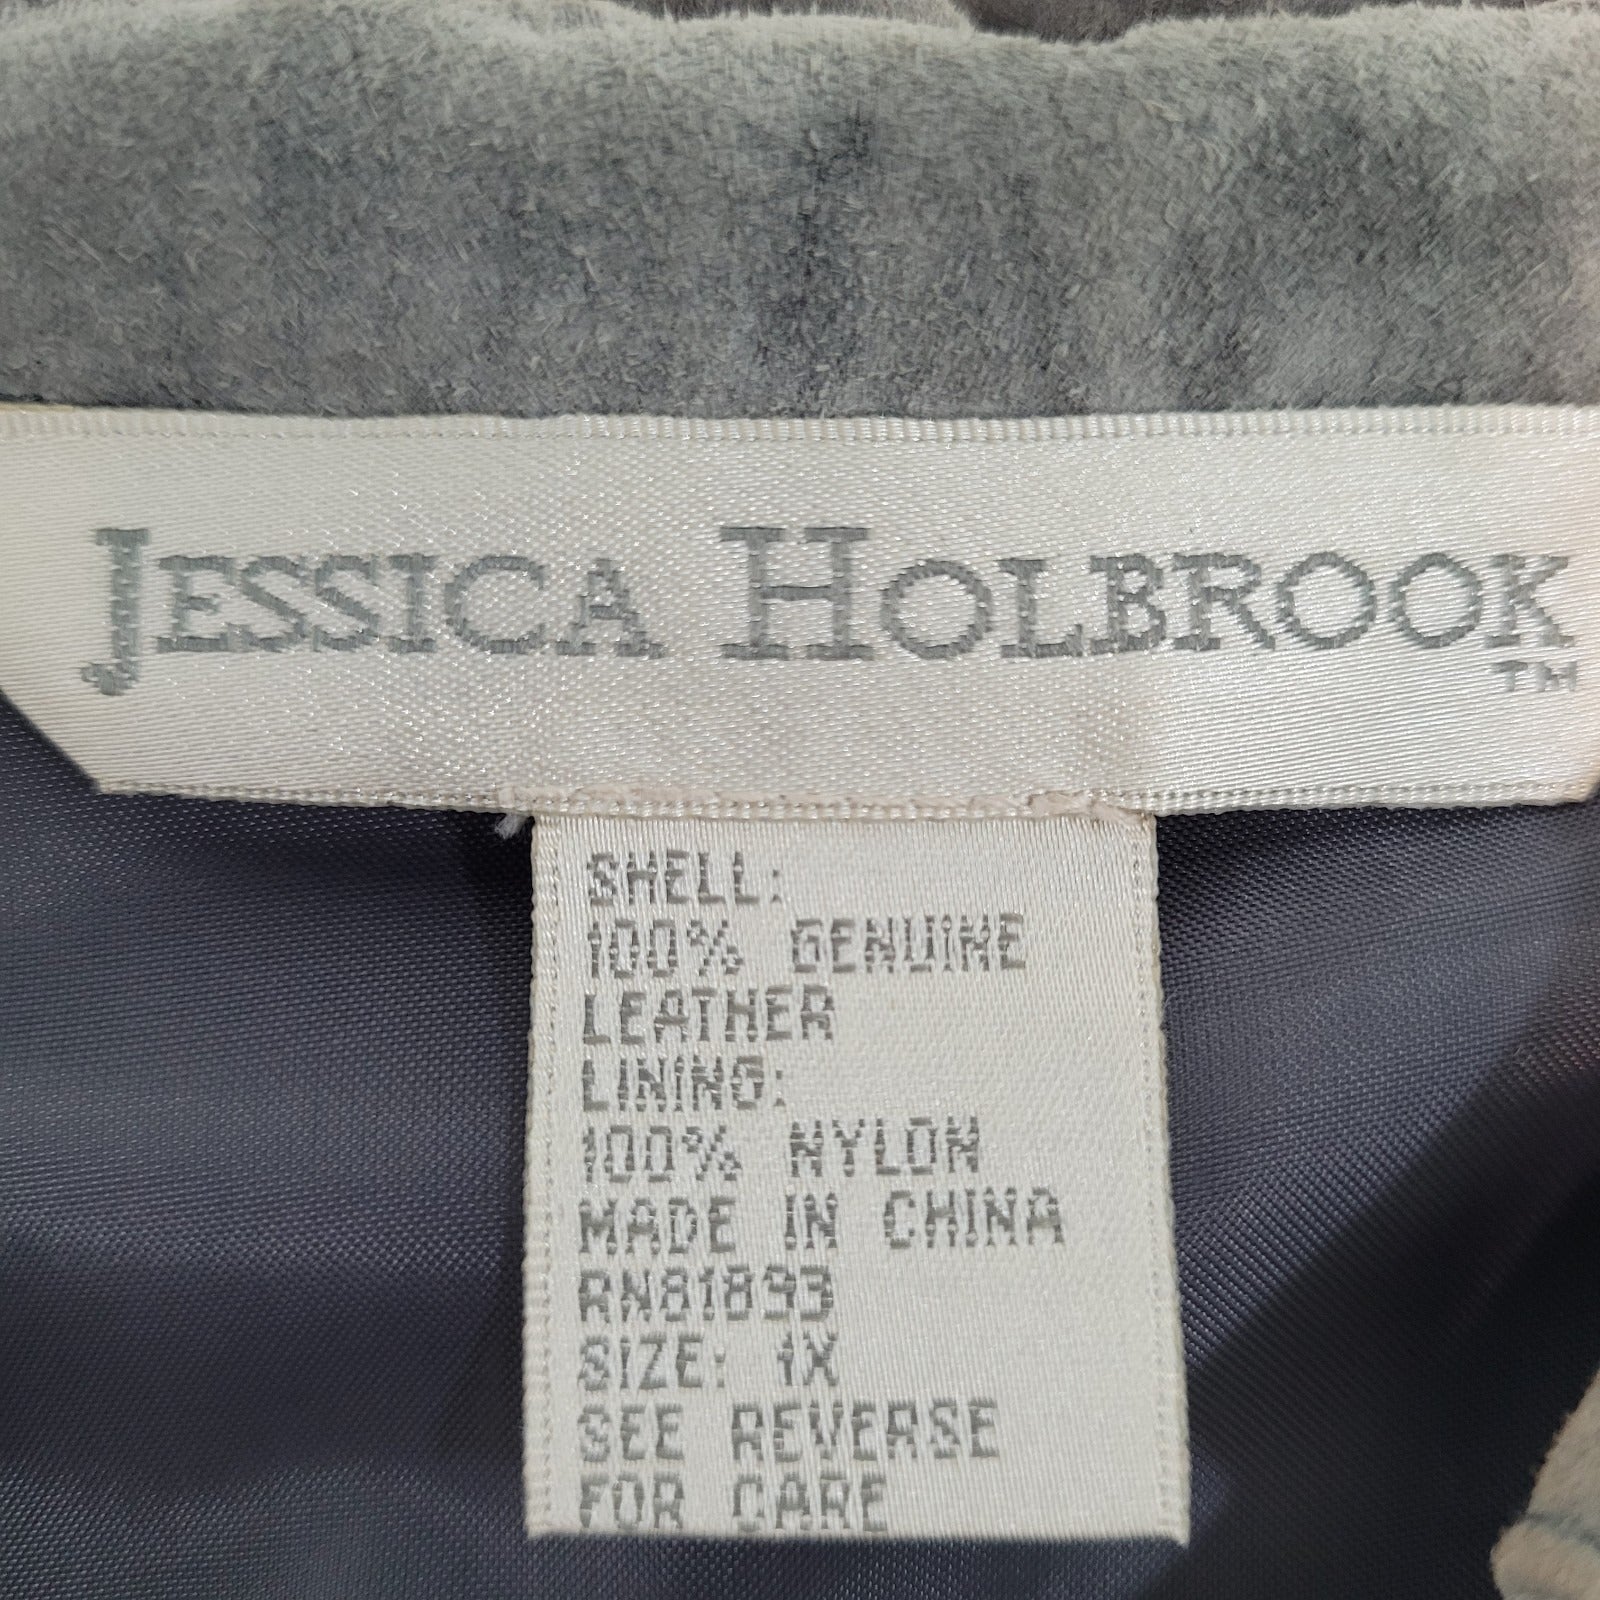 JESSICA HOLBROOK
TM
SHELL:
100% GENUINE
LEATHER
LINING:
100% NYLON
MADE IN CHINA
RN81893
SIZE: 1X
SEE REVERSE
FOR CARE